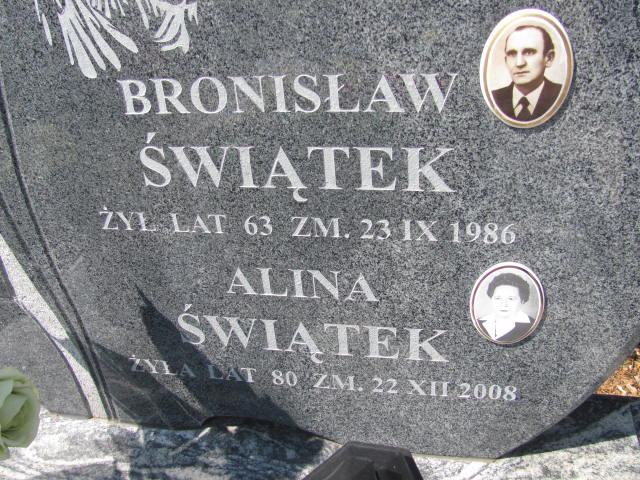 BRONISŁAW
ŚWIĄTEK
ŻYŁ LAT 63 ZM. 23 IX 1986
ALINA
ŚWIĄTEK
ŻYŁA LAT 80 ZM. 22 XII 2008